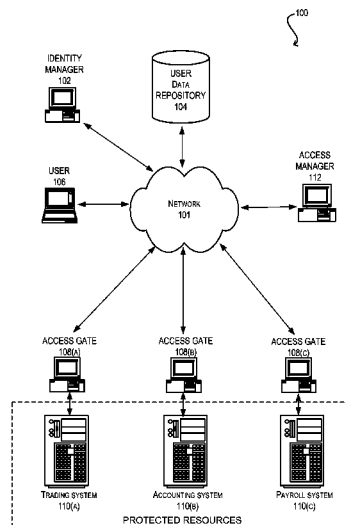 100
IDENTITY
MANAGER
102
USER
DATA
REPOSITORY
104
USER
106
ACCESS
MANAGER
112
NETWORK
101
ACCESS GATE
108(A)
ACCESS GATE
108(B)
ACCESS GATE
108(C)
TRADING SYSTEM
110(A)
ACCOUNTING SYSTEM
110(B)
PAYROLL SYSTEM
110(C)
PROTECTED RESOURCES